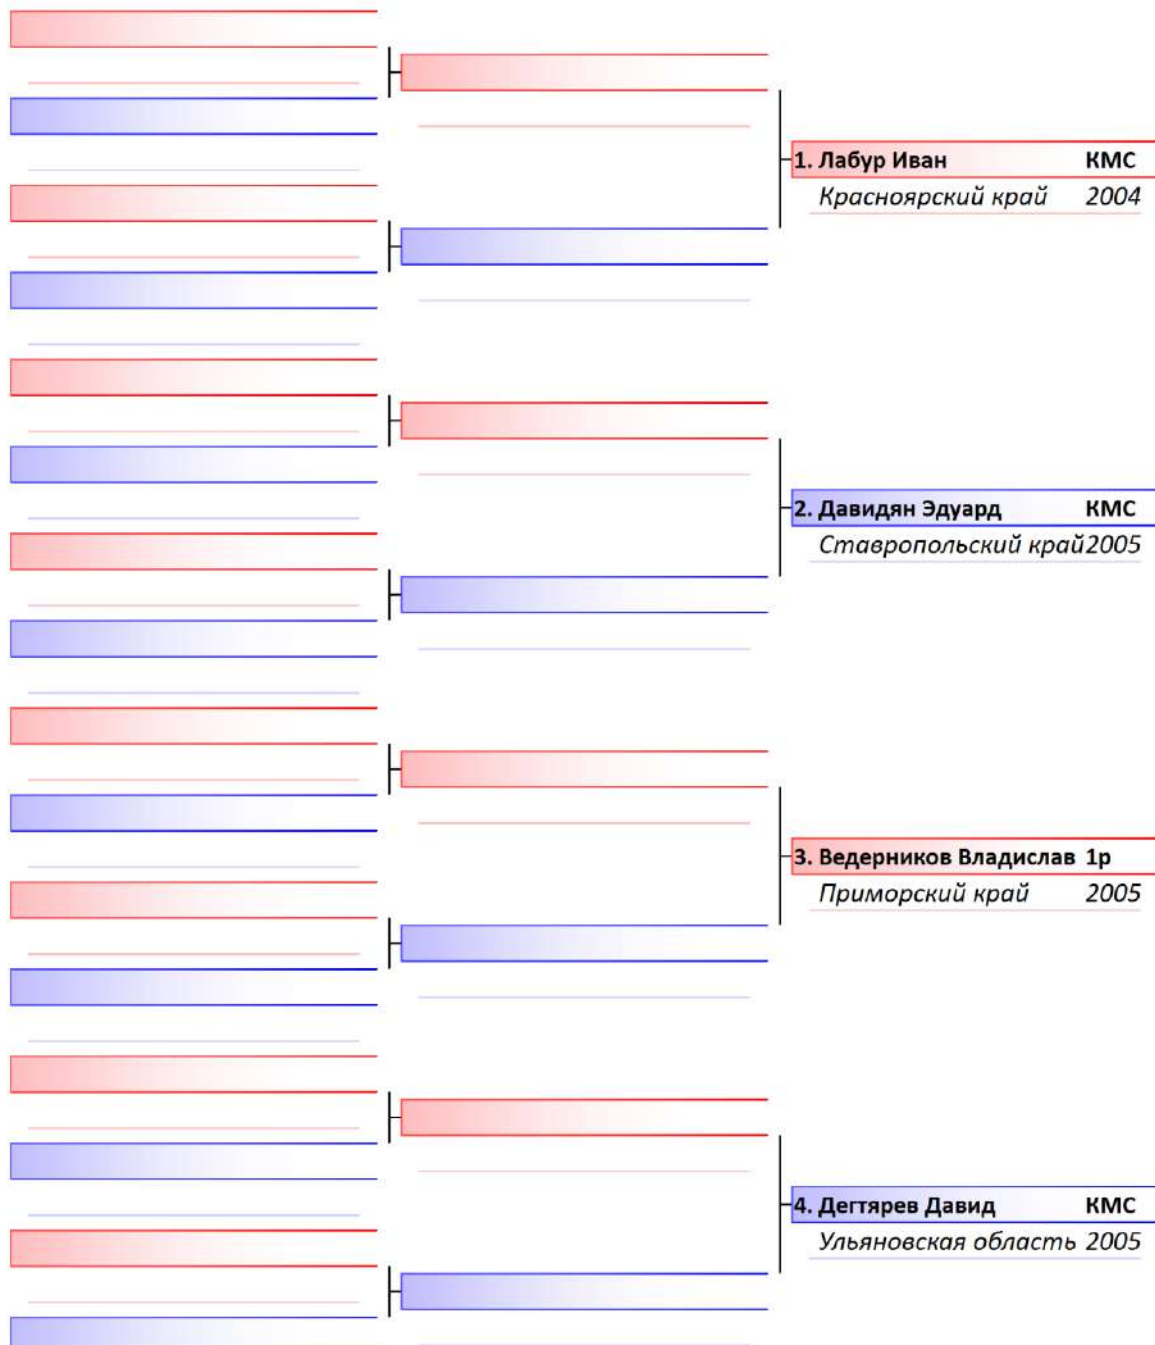 1. Лабур Иван КМС
Красноярский край 2004
2. Давидян Эдуард КМС
Ставропольский край 2005
3. Ведерников Владислав 1р
Приморский край 2005
4. Дегтярев Давид КМС
Ульяновская область 2005